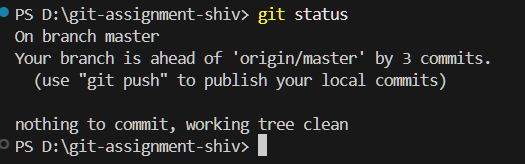 PS D:\git-assignment-shiv> git status
On branch master
Your branch is ahead of 'origin/master' by 3 commits.
  (use "git push" to publish your local commits)

nothing to commit, working tree clean
PS D:\git-assignment-shiv>